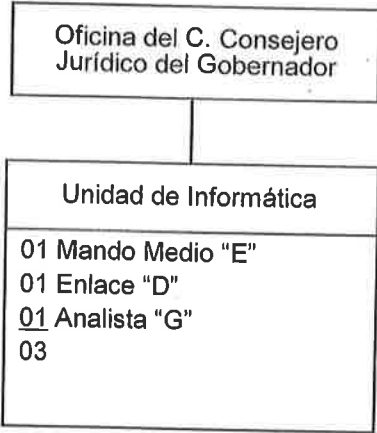 Oficina del C. Consejero
Jurídico del Gobernador
Unidad de Informática
01 Mando Medio “E”
01 Enlace “D”
01 Analista “G”
03